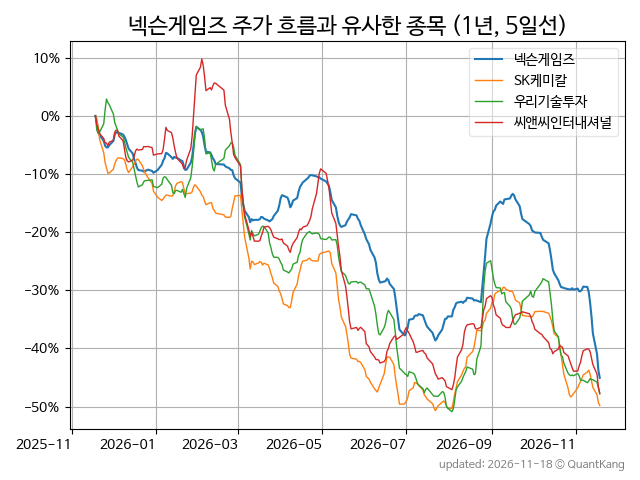 넥슨게임즈 주가 흐름과 유사한 종목 (1년, 5일선)
넥슨게임즈
SK케미칼
우리기술투자
씨앤씨인터내셔널
10%
0%
−10%
−20%
−30%
−40%
−50%
2025-11
2026-01
2026-03
2026-05
2026-07
2026-09
2026-11
updated: 2026-11-18 © QuantKang